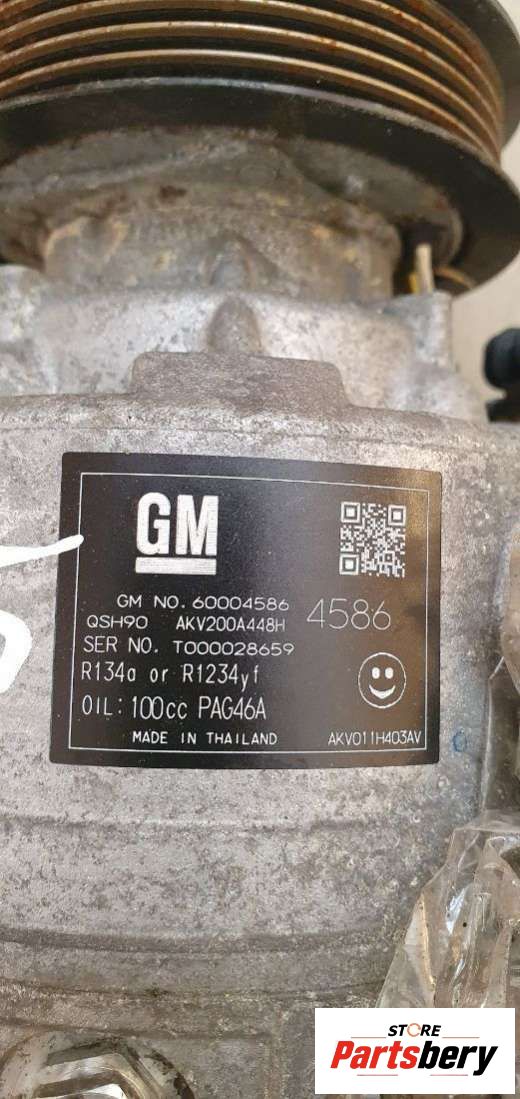 GM
GM NO. 60004586
4586
QSH90 AKV200A448H
SER NO. T000028659
R134a or R1234yf
OIL: 100cc PAG46A
MADE IN THAILAND
AKV011H403AV
STORE
Partsbery